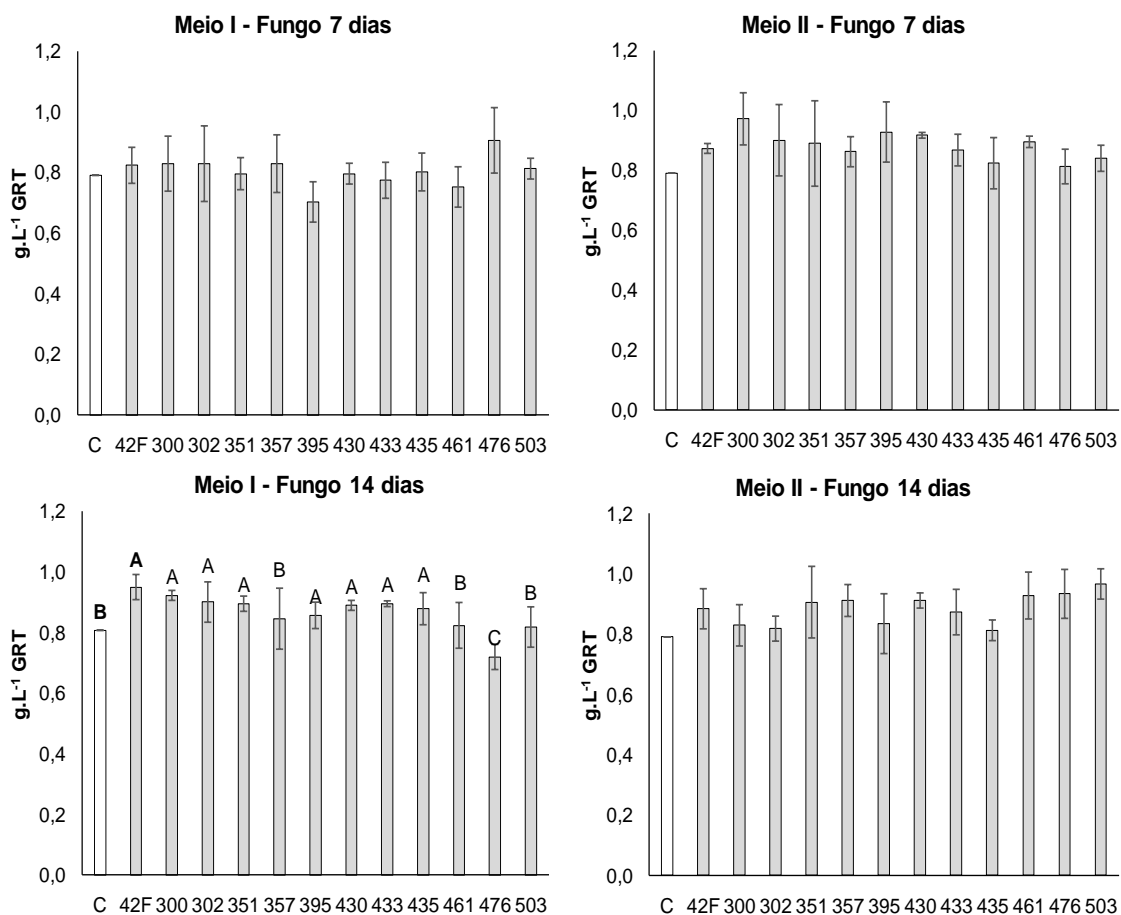 Meio I - Fungo 7 dias
1,2
1,0
0,8
0,6
0,4
0,2
0,0
g.L⁻¹ GRT
C 42F 300 302 351 357 395 430 433 435 461 476 503
Meio II - Fungo 7 dias
1,2
1,0
0,8
0,6
0,4
0,2
0,0
g.L⁻¹ GRT
C 42F 300 302 351 357 395 430 433 435 461 476 503
Meio I - Fungo 14 dias
1,2
1,0
0,8
0,6
0,4
0,2
0,0
g.L⁻¹ GRT
B A A A A B A A A A B C B
C 42F 300 302 351 357 395 430 433 435 461 476 503
Meio II - Fungo 14 dias
1,2
1,0
0,8
0,6
0,4
0,2
0,0
g.L⁻¹ GRT
C 42F 300 302 351 357 395 430 433 435 461 476 503